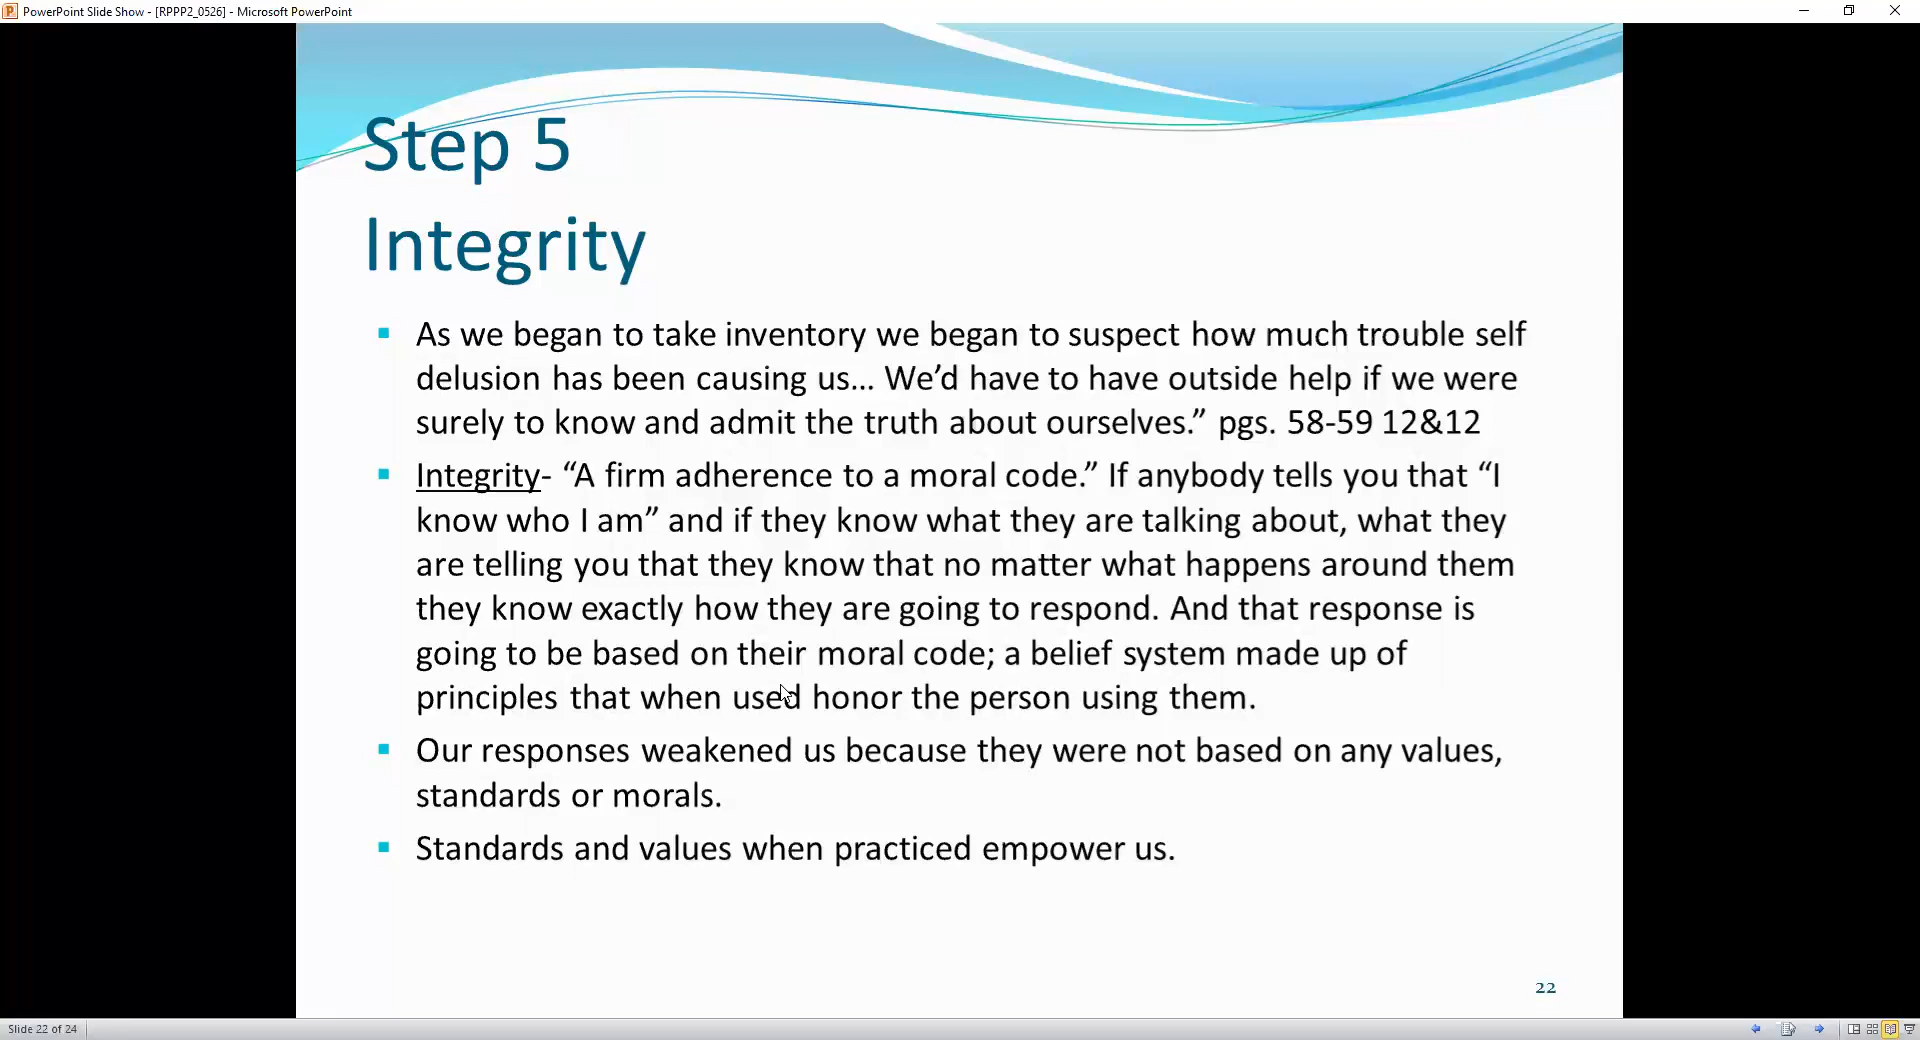 PowerPoint Slide Show - [RPPP2_0526] - Microsoft PowerPoint
Step 5
Integrity
As we began to take inventory we began to suspect how much trouble self
delusion has been causing us... We’d have to have outside help if we were
surely to know and admit the truth about ourselves.” pgs. 58-59 12&12
Integrity- “A firm adherence to a moral code.” If anybody tells you that “I
know who I am” and if they know what they are talking about, what they
are telling you that they know that no matter what happens around them
they know exactly how they are going to respond. And that response is
going to be based on their moral code; a belief system made up of
principles that when used honor the person using them.
Our responses weakened us because they were not based on any values,
standards or morals.
Standards and values when practiced empower us.
22
Slide 22 of 24